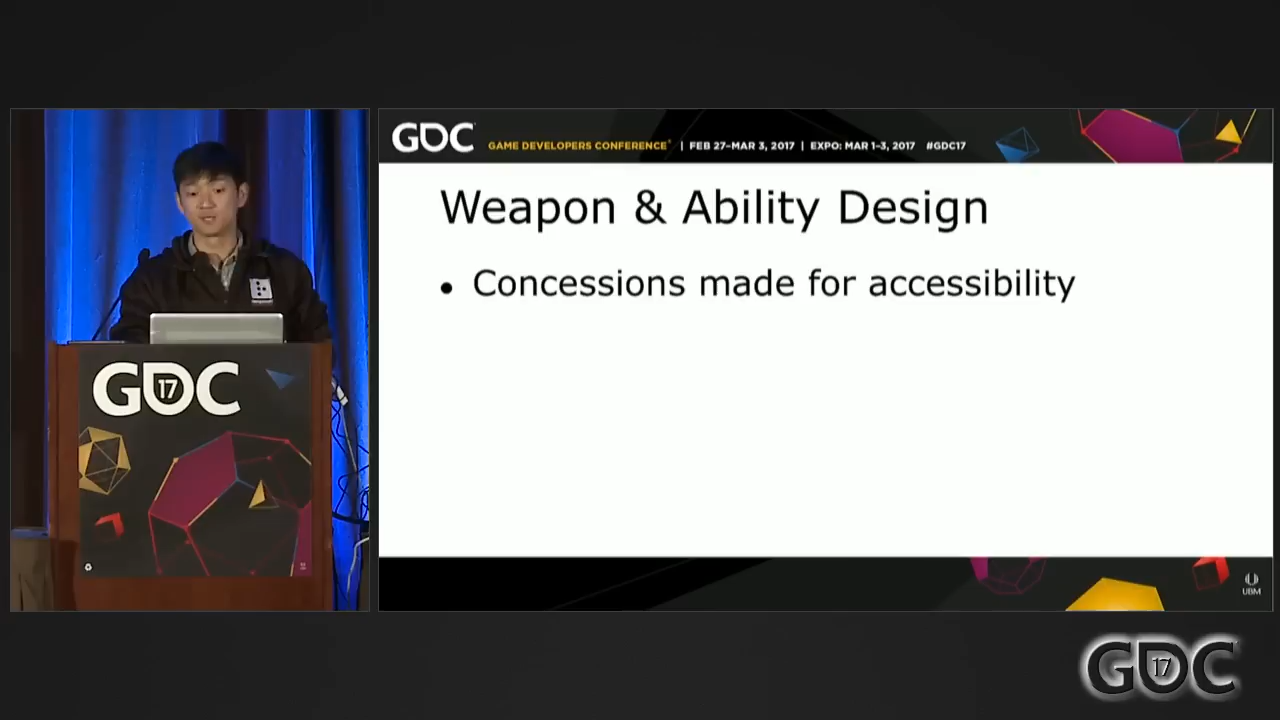 GDC
GAME DEVELOPERS CONFERENCE® | FEB 27–MAR 3, 2017 | EXPO: MAR 1–3, 2017 #GDC17
Weapon & Ability Design
• Concessions made for accessibility
GDC
17
UBM
GDC
17